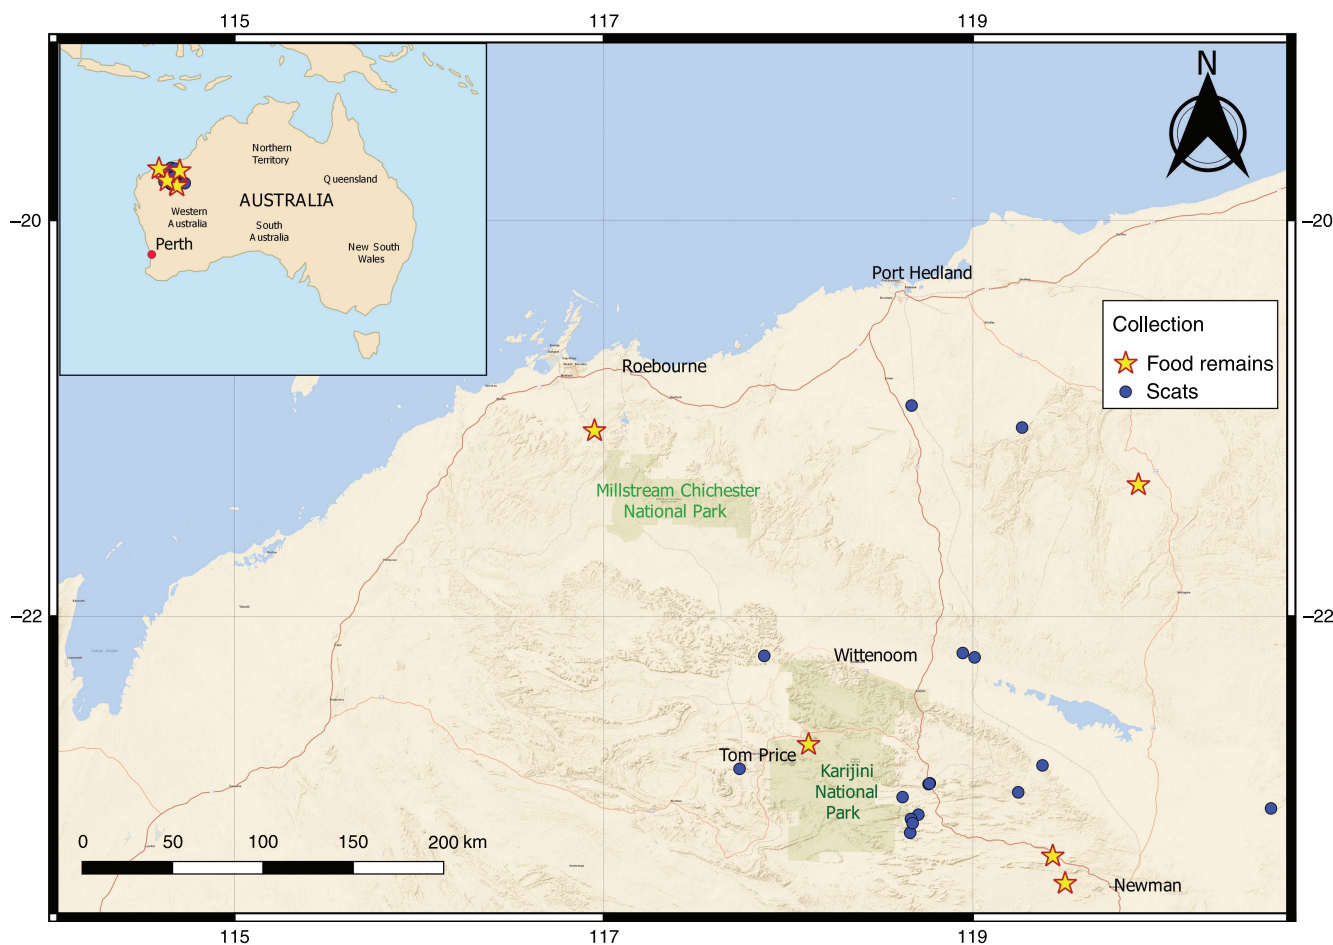 115
117
119
N
Northern
Territory
Queensland
AUSTRALIA
Western
Australia
South
Australia
Perth
New South
Wales
−20
−20
Port Hedland
Collection
Food remains
Scats
Roebourne
Millstream Chichester
National Park
−22
−22
Wittenoom
Tom Price
Karijini
National
Park
0
50
100
150
200 km
Newman
115
117
119